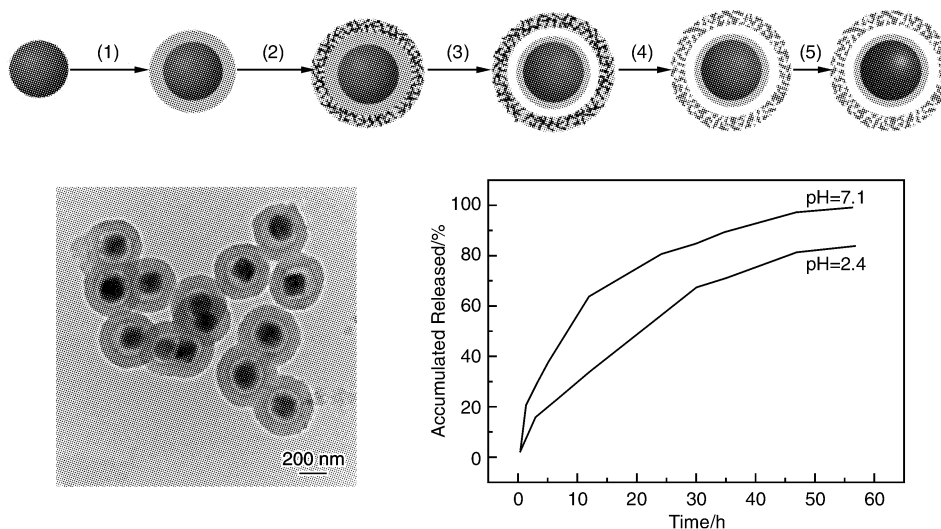 (1) (2) (3) (4) (5)
200 nm
Accumulated Released/%
100
80
60
40
20
0
pH=7.1
pH=2.4
0 10 20 30 40 50 60
Time/h